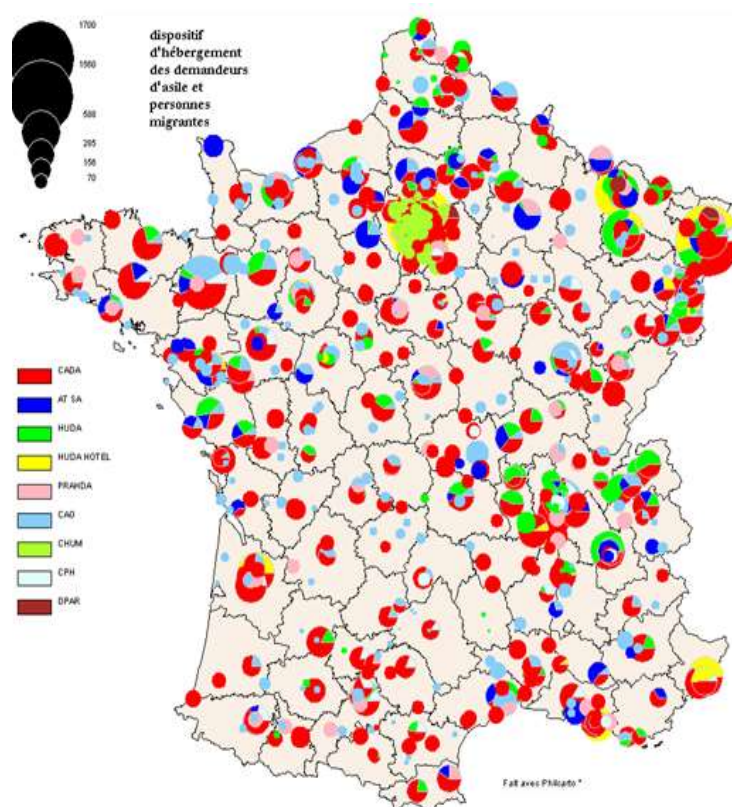 1700
1560
dispositif
d'hébergement
des demandeurs
d'asile et
personnes
migrantes
588
295
156
70
CADA
AT SA
HUDA
HUDA HOTEL
PRAHDA
CAO
CHUM
CPH
DPAR
Fait avec Philcarto *